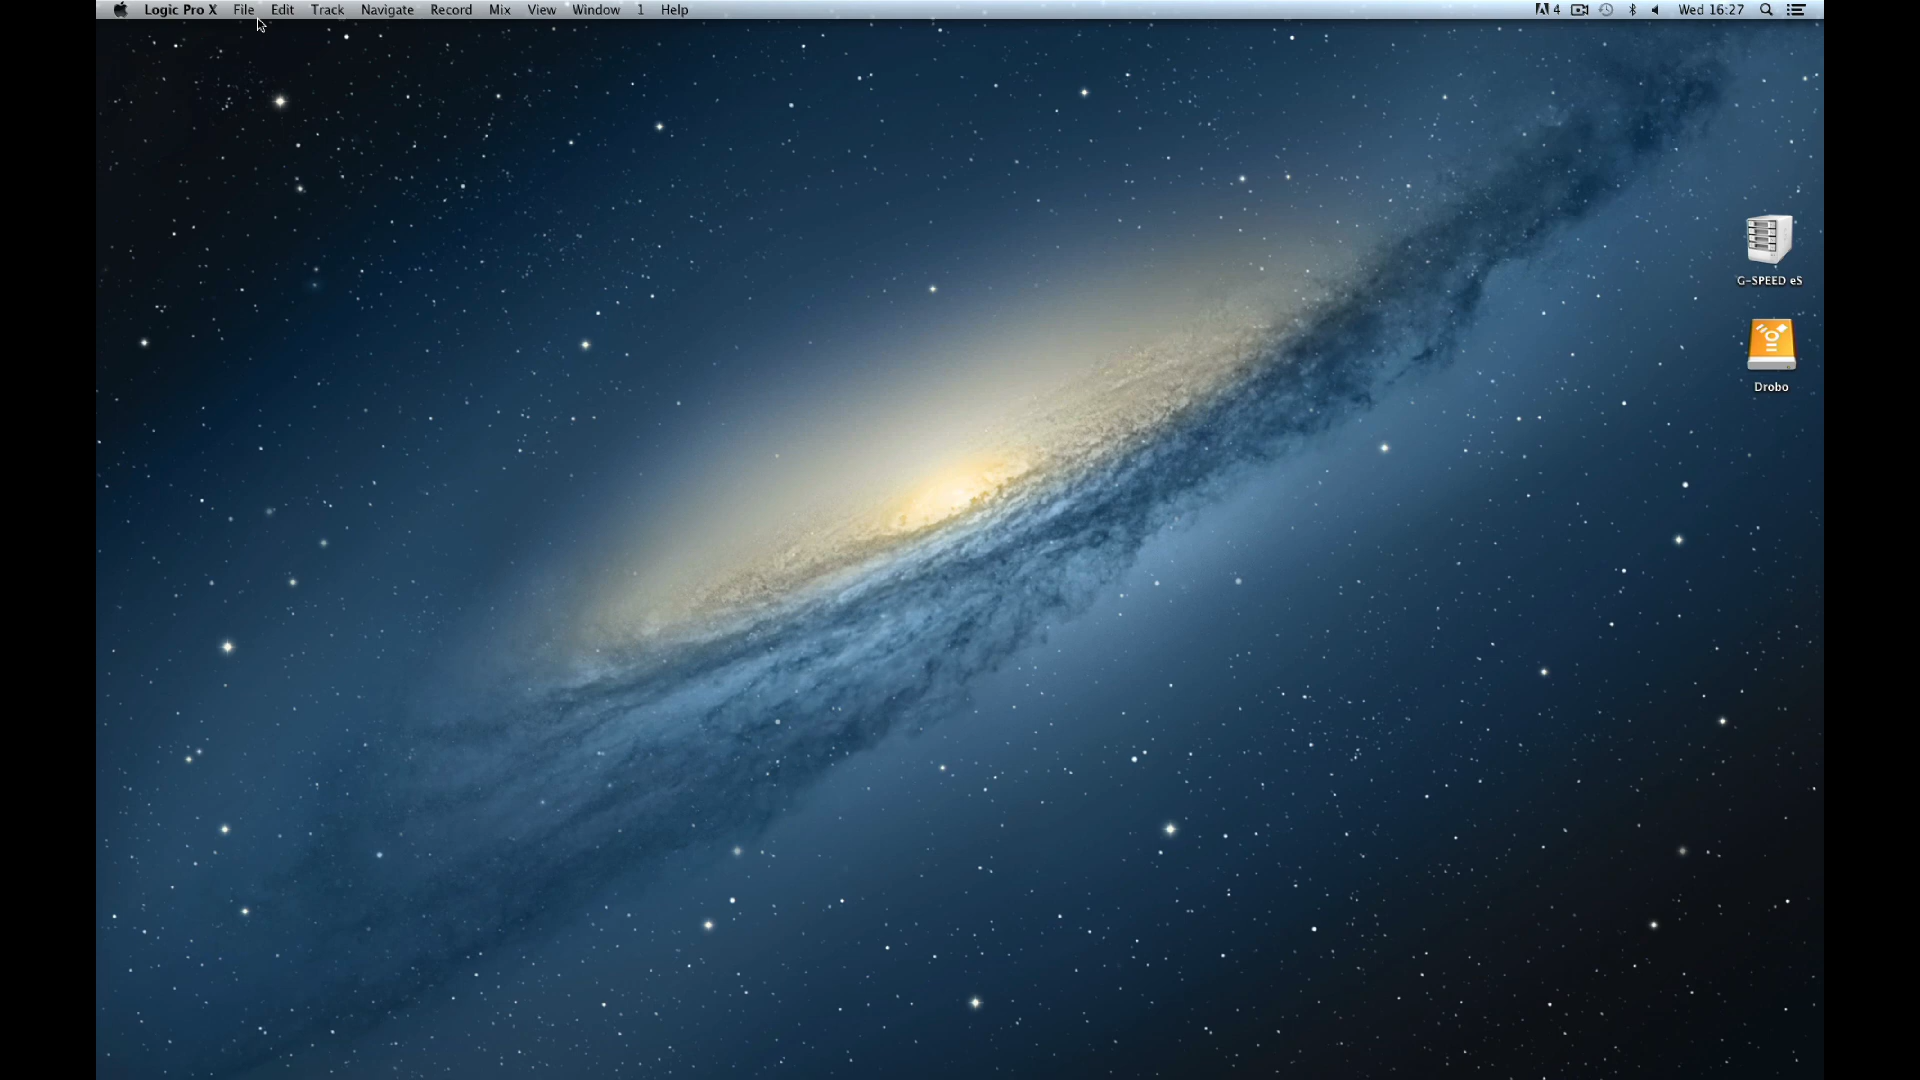 Logic Pro X File Edit Track Navigate Record Mix View Window 1 Help 4 Wed 16:27
G-SPEED eS
Drobo